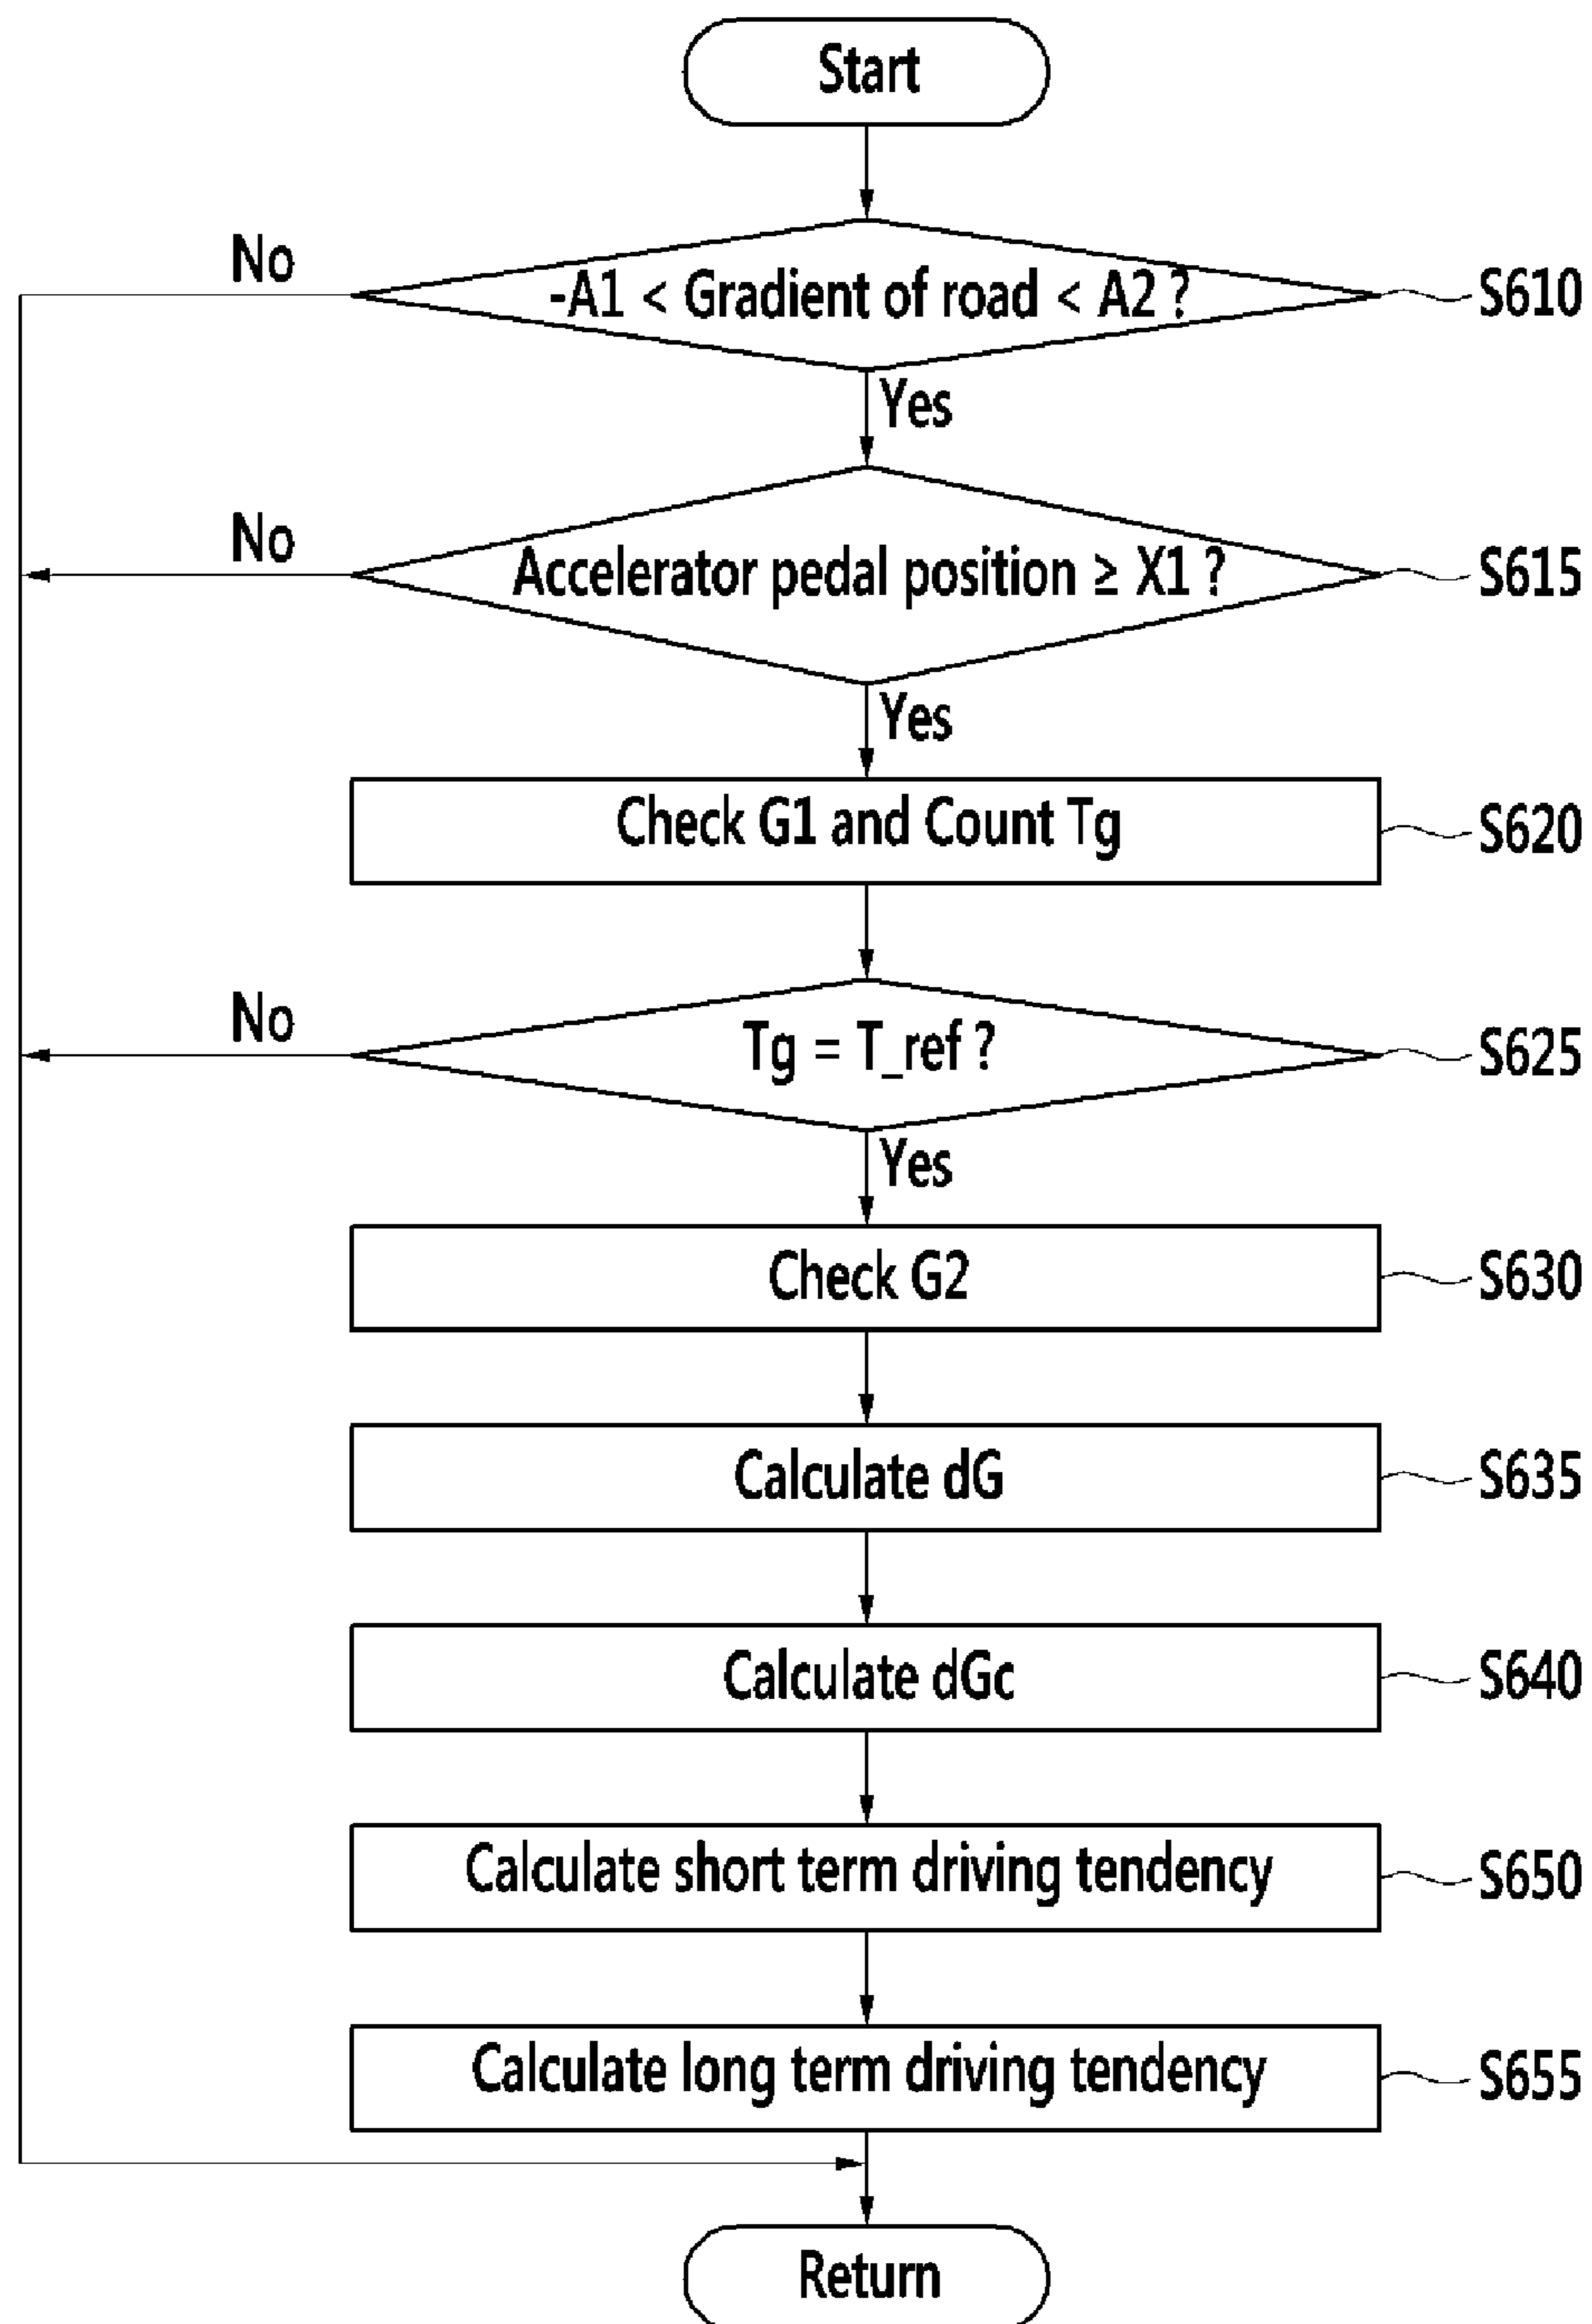 Start
No
-A1 < Gradient of road < A2 ?
S610
Yes
No
Accelerator pedal position ≥ X1 ?
S615
Yes
Check G1 and Count Tg
S620
No
Tg = T_ref ?
S625
Yes
Check G2
S630
Calculate dG
S635
Calculate dGc
S640
Calculate short term driving tendency
S650
Calculate long term driving tendency
S655
Return